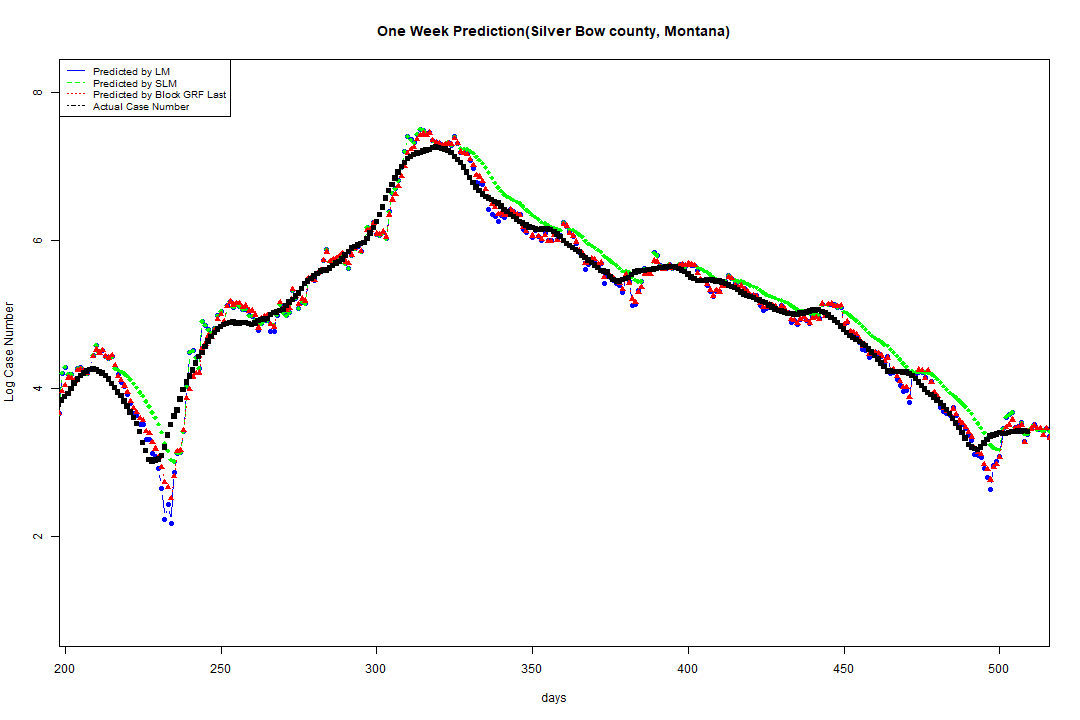 One Week Prediction(Silver Bow county, Montana)
Predicted by LM
Predicted by SLM
Predicted by Block GRF Last
Actual Case Number
8
6
4
2
Log Case Number
200 250 300 350 400 450 500
days